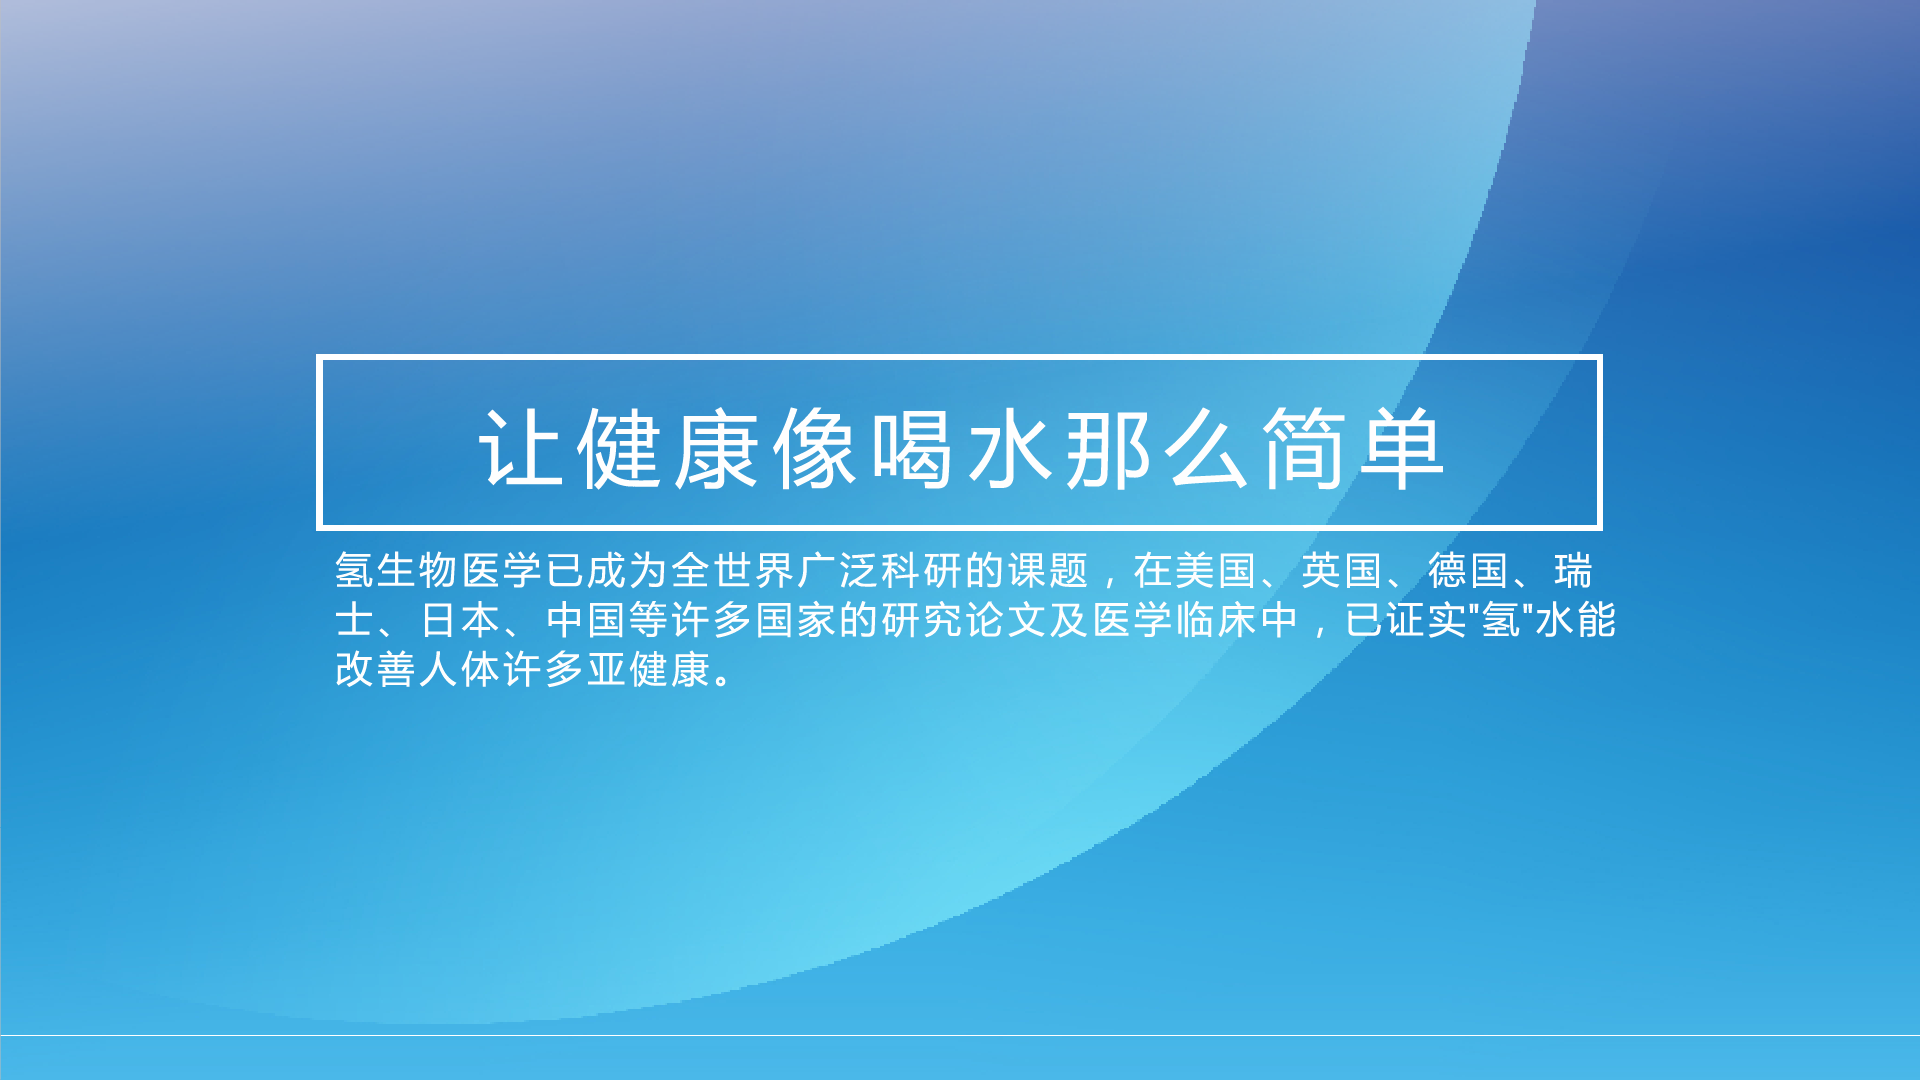 让健康像喝水那么简单
氢生物医学已成为全世界广泛科研的课题，在美国、英国、德国、瑞
士、日本、中国等许多国家的研究论文及医学临床中，已证实"氢"水能
改善人体许多亚健康。